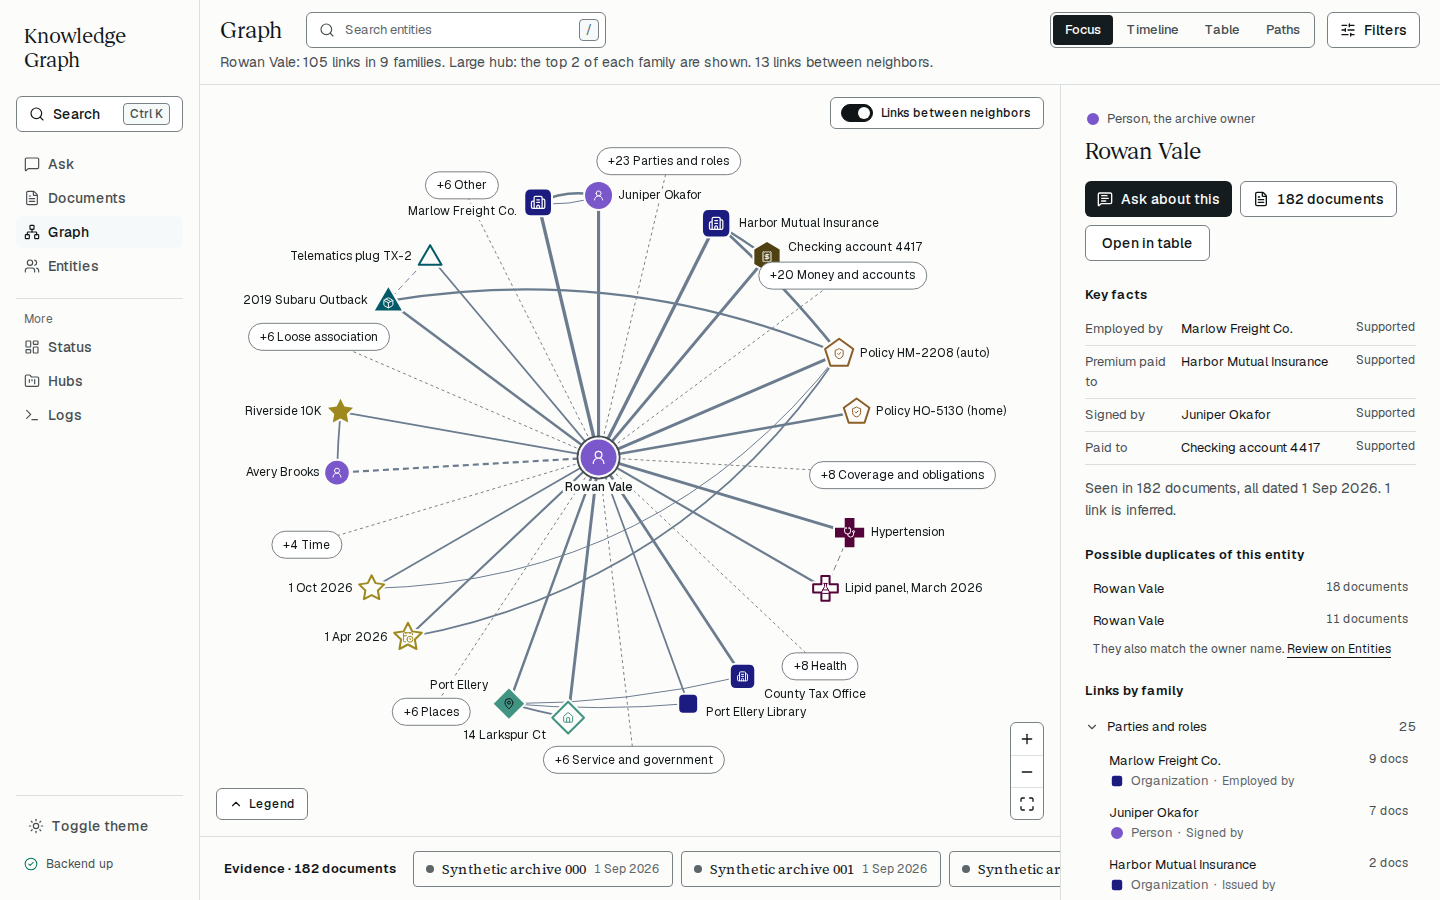 Knowledge
Graph
Search
Ctrl K
Ask
Documents
Graph
Entities
More
Status
Hubs
Logs
Toggle theme
Backend up
Graph
Search entities
/
Focus
Timeline
Table
Paths
Filters
Rowan Vale: 105 links in 9 families. Large hub: the top 2 of each family are shown. 13 links between neighbors.
Links between neighbors
+23 Parties and roles
+6 Other
Juniper Okafor
Marlow Freight Co.
Harbor Mutual Insurance
Checking account 4417
Telematics plug TX-2
+20 Money and accounts
2019 Subaru Outback
+6 Loose association
Policy HM-2208 (auto)
Riverside 10K
Policy HO-5130 (home)
Avery Brooks
+8 Coverage and obligations
Rowan Vale
Hypertension
+4 Time
1 Oct 2026
Lipid panel, March 2026
1 Apr 2026
+8 Health
Port Ellery
County Tax Office
+6 Places
Port Ellery Library
14 Larkspur Ct
+6 Service and government
Legend
Evidence · 182 documents
Synthetic archive 000 1 Sep 2026
Synthetic archive 001 1 Sep 2026
Synthetic ar
Person, the archive owner
Rowan Vale
Ask about this
182 documents
Open in table
Key facts
Employed by Marlow Freight Co. Supported
Premium paid Harbor Mutual Insurance Supported
to
Signed by Juniper Okafor Supported
Paid to Checking account 4417 Supported
Seen in 182 documents, all dated 1 Sep 2026. 1
link is inferred.
Possible duplicates of this entity
Rowan Vale 18 documents
Rowan Vale 11 documents
They also match the owner name. Review on Entities
Links by family
Parties and roles 25
Marlow Freight Co. 9 docs
Organization · Employed by
Juniper Okafor 7 docs
Person · Signed by
Harbor Mutual Insurance 2 docs
Organization · Issued by